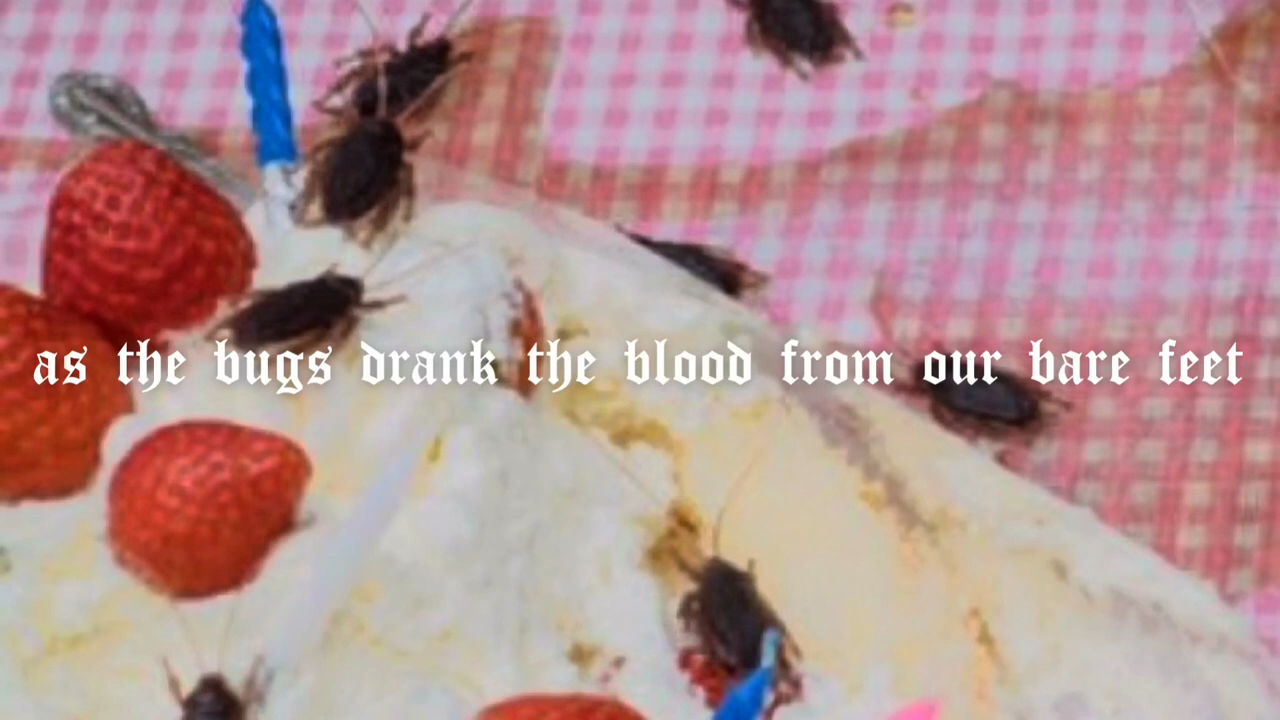 as the bugs drank the blood from our bare feet